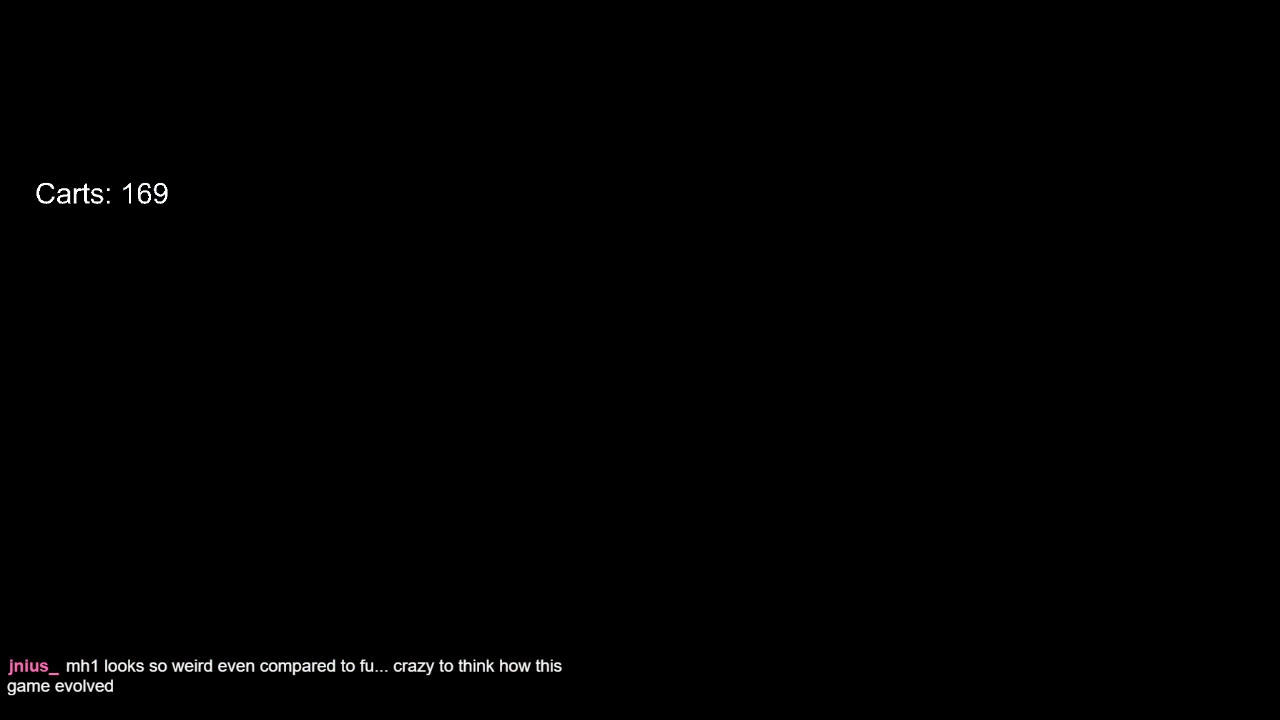 Carts: 169
jnius_ mh1 looks so weird even compared to fu... crazy to think how this
game evolved